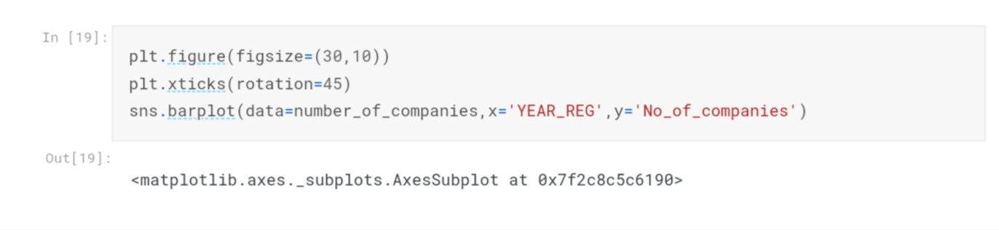 In [19]:
plt.figure(figsize=(30,10))
plt.xticks(rotation=45)
sns.barplot(data=number_of_companies,x='YEAR_REG',y='No_of_companies')
Out[19]:
<matplotlib.axes._subplots.AxesSubplot at 0x7f2c8c5c6190>